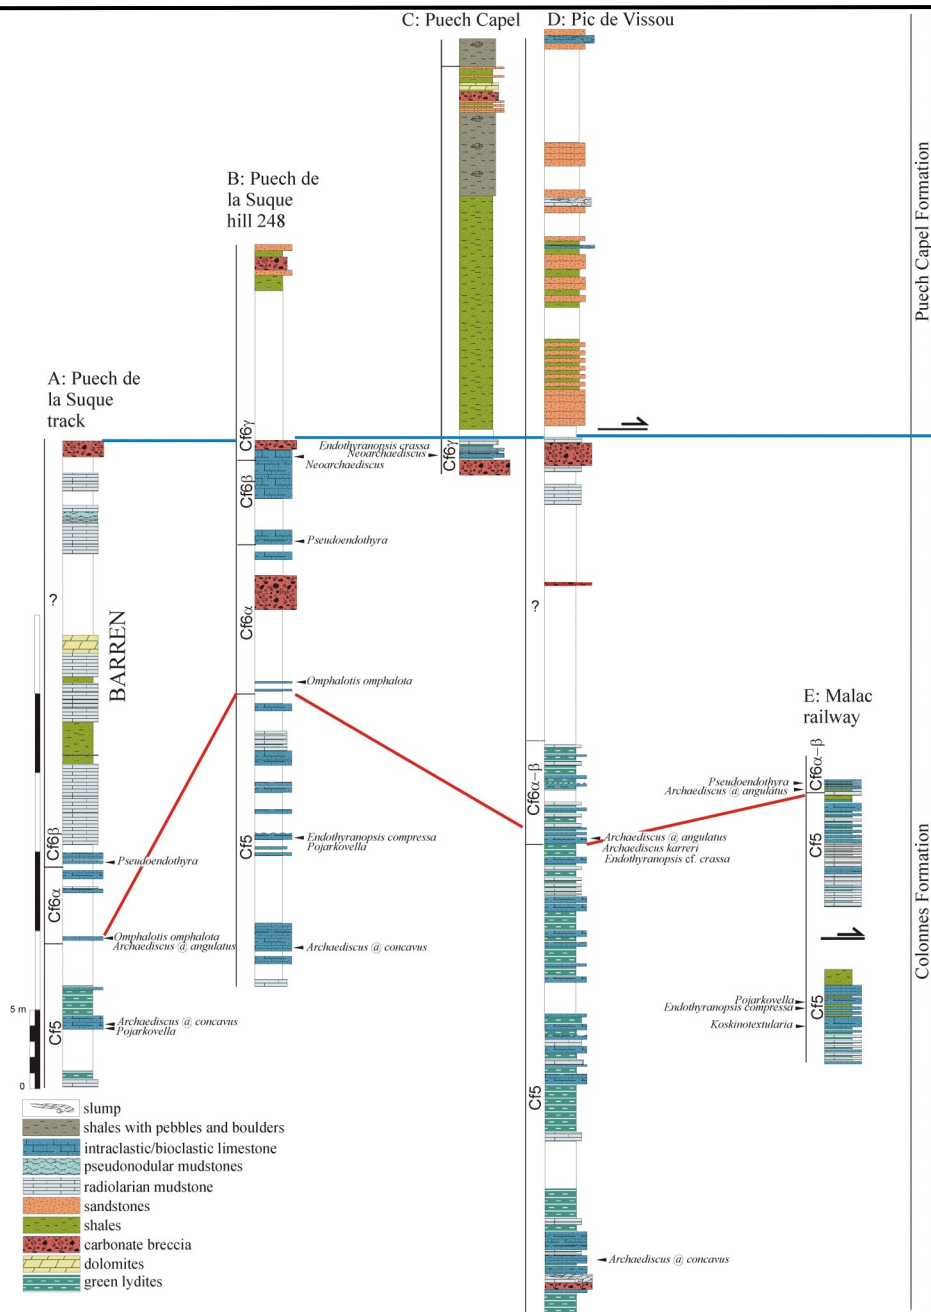 C: Puech Capel
D: Pic de Vissou
B: Puech de
la Suque
hill 248
A: Puech de
la Suque
track
E: Malac
railway
Puech Capel Formation
Colonnes Formation
?
BARREN
Cf6β
Cf6α
Cf5
Pseudoendothyra
Omphalotis omphalota
Archaediscus @ angulatus
Archaediscus @ concavus
Pojarkovella
5 m
0
Cf6γ
Cf6β
Cf6α
Cf5
Neoarchaediscus
Pseudoendothyra
Omphalotis omphalota
Endothyranopsis compressa
Pojarkovella
Archaediscus @ concavus
Cf6γ
Endothyranopsis crassa
Neoarchaediscus
?
Cf6α–β
Cf5
Archaediscus @ angulatus
Archaediscus karreri
Endothyranopsis cf. crassa
Archaediscus @ concavus
Cf6α–β
Cf5
Cf5
Pseudoendothyra
Archaediscus @ angulatus
Pojarkovella
Endothyranopsis compressa
Koskinotextularia
slump
shales with pebbles and boulders
intraclastic/bioclastic limestone
pseudonodular mudstones
radiolarian mudstone
sandstones
shales
carbonate breccia
dolomites
green lydites